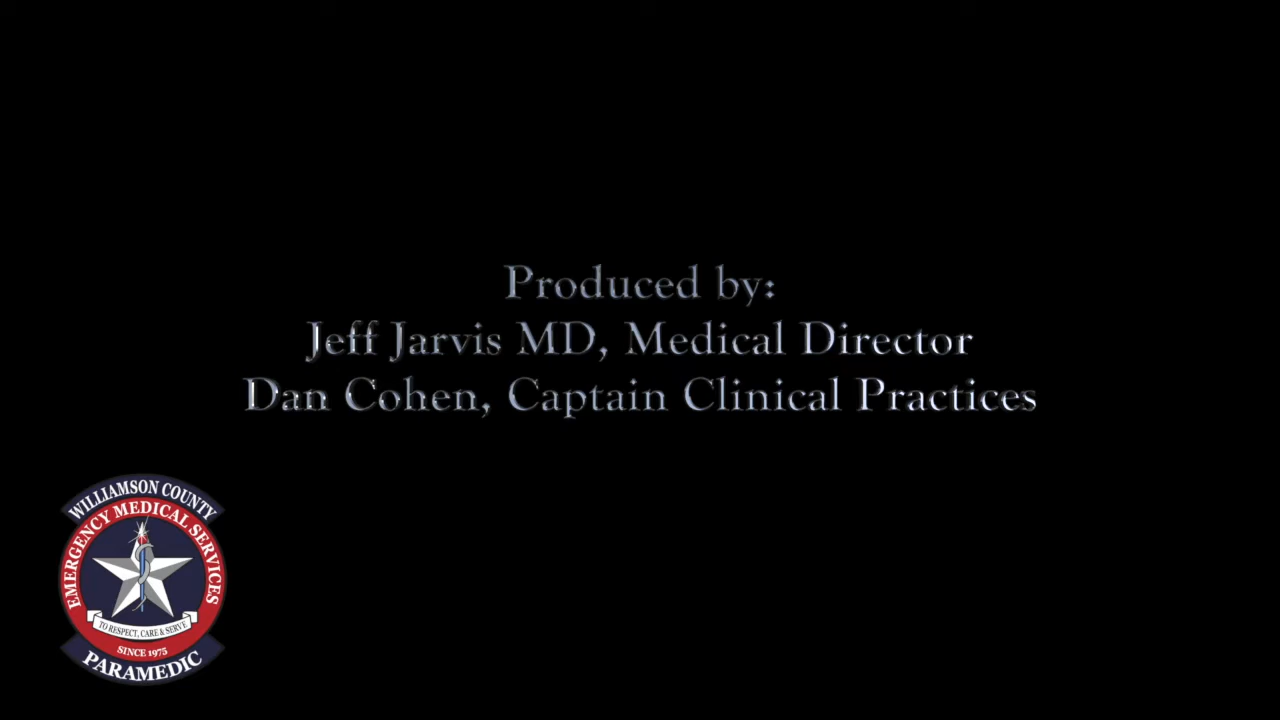 Produced by:
Jeff Jarvis MD, Medical Director
Dan Cohen, Captain Clinical Practices
WILLIAMSON COUNTY
EMERGENCY MEDICAL SERVICES
TO RESPECT, CARE & SERVE
SINCE 1975
PARAMEDIC